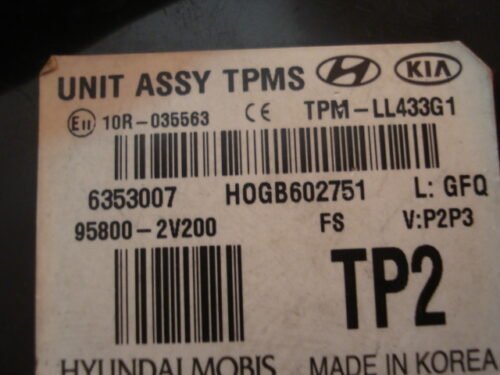 UNIT ASSY TPMS H KIA
E11 10R-035563 CE TPM-LL433G1
6353007 HOGB602751 L: GFQ
95800-2V200 FS V:P2P3
TP2
HYUNDAI MOBIS MADE IN KOREA